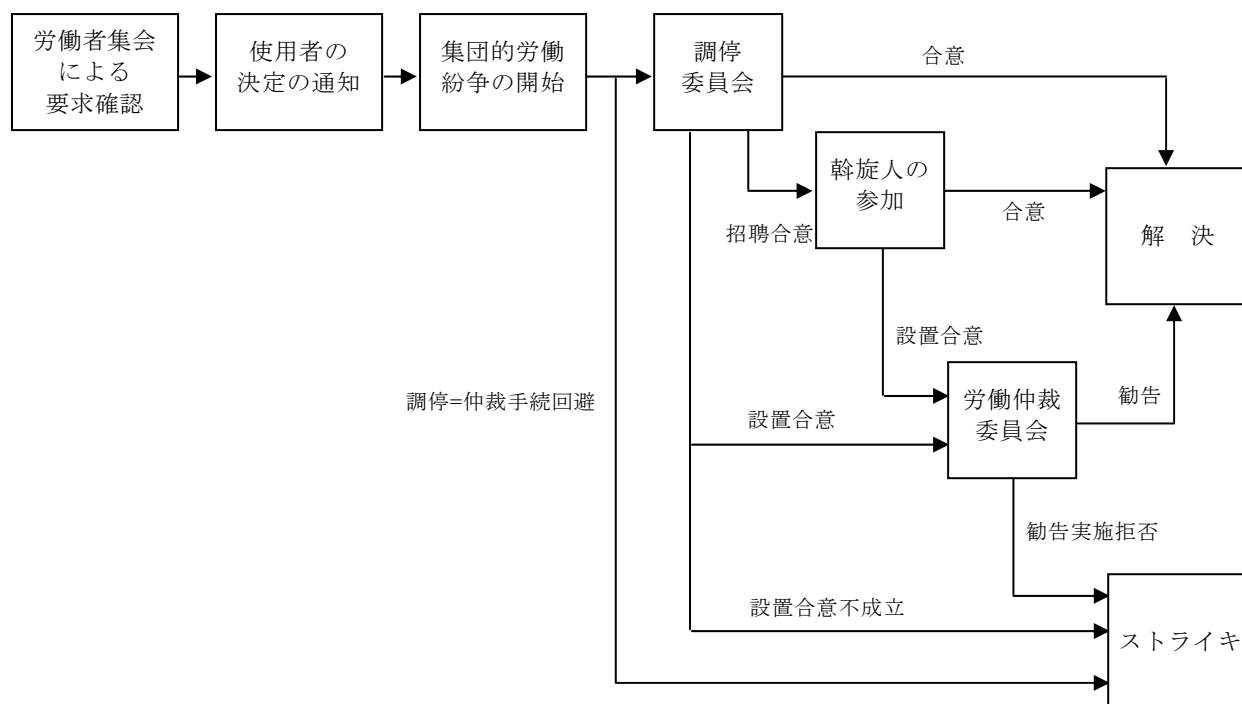 労働者集会
による
要求確認
使用者の
決定の通知
集団的労働
紛争の開始
調停
委員会
合意
斡旋人の
参加
合意
招聘合意
解　決
設置合意
調停=仲裁手続回避
設置合意
労働仲裁
委員会
勧告
勧告実施拒否
設置合意不成立
ストライキ